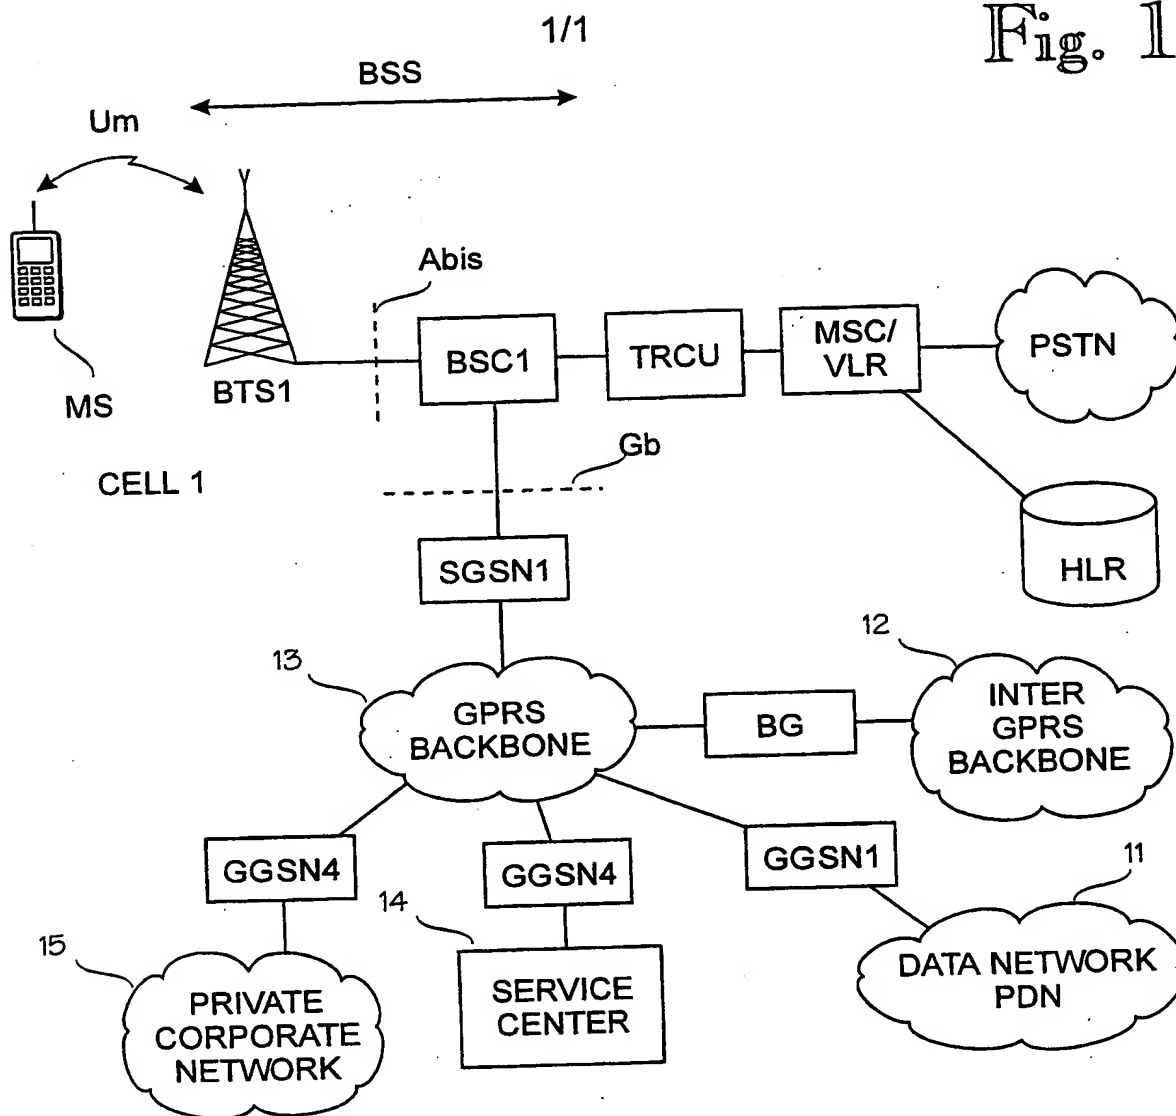 1/1
Fig. 1
BSS
Um
Abis
MS
BTS1
BSC1
TRCU
MSC/
VLR
PSTN
CELL 1
Gb
HLR
SGSN1
13
GPRS
BACKBONE
BG
12
INTER
GPRS
BACKBONE
GGSN4
GGSN4
GGSN1
11
15
PRIVATE
CORPORATE
NETWORK
14
SERVICE
CENTER
DATA NETWORK
PDN